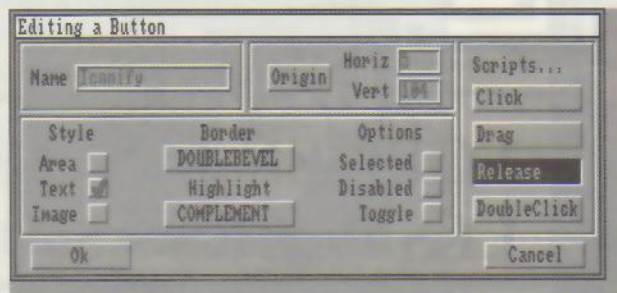 Editing a Button
Name Iconify
Origin
Horiz
Vert 104
Style
Area
Text
Image
Border
DOUBLEBEVEL
Highlight
COMPLEMENT
Options
Selected
Disabled
Toggle
Scripts...
Click
Drag
Release
DoubleClick
Ok
Cancel